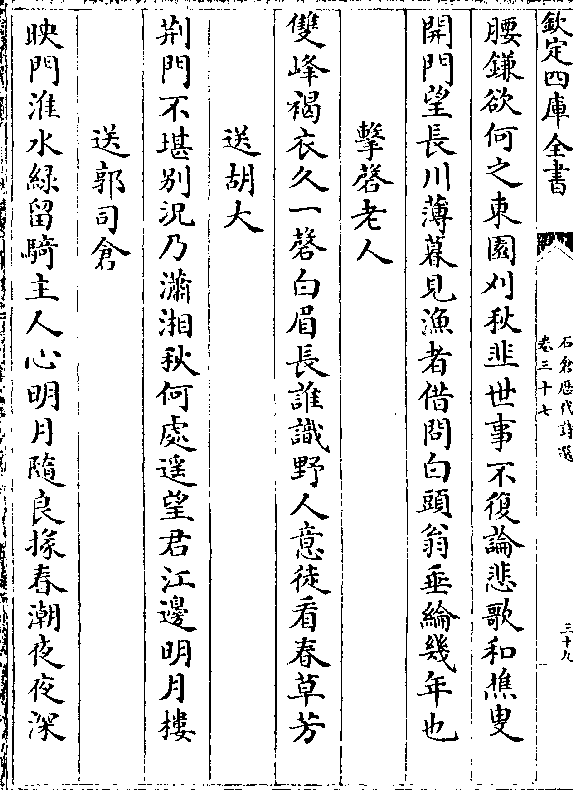 欽定四庫全書
石倉歷代詩選
卷三十七
三十九
腰鎌欲何之東園刈秋韭世事不復論悲歌和樵叟
開門望長川薄暮見漁者借問白頭翁垂綸幾年也
擊磬老人
雙峰褐衣久一磬白眉長誰識野人意徒看春草芳
送胡大
荆門不堪别況乃瀟湘秋何處遥望君江邊明月樓
送郭司倉
映門淮水綠留騎主人心明月隨良掾春潮夜夜深